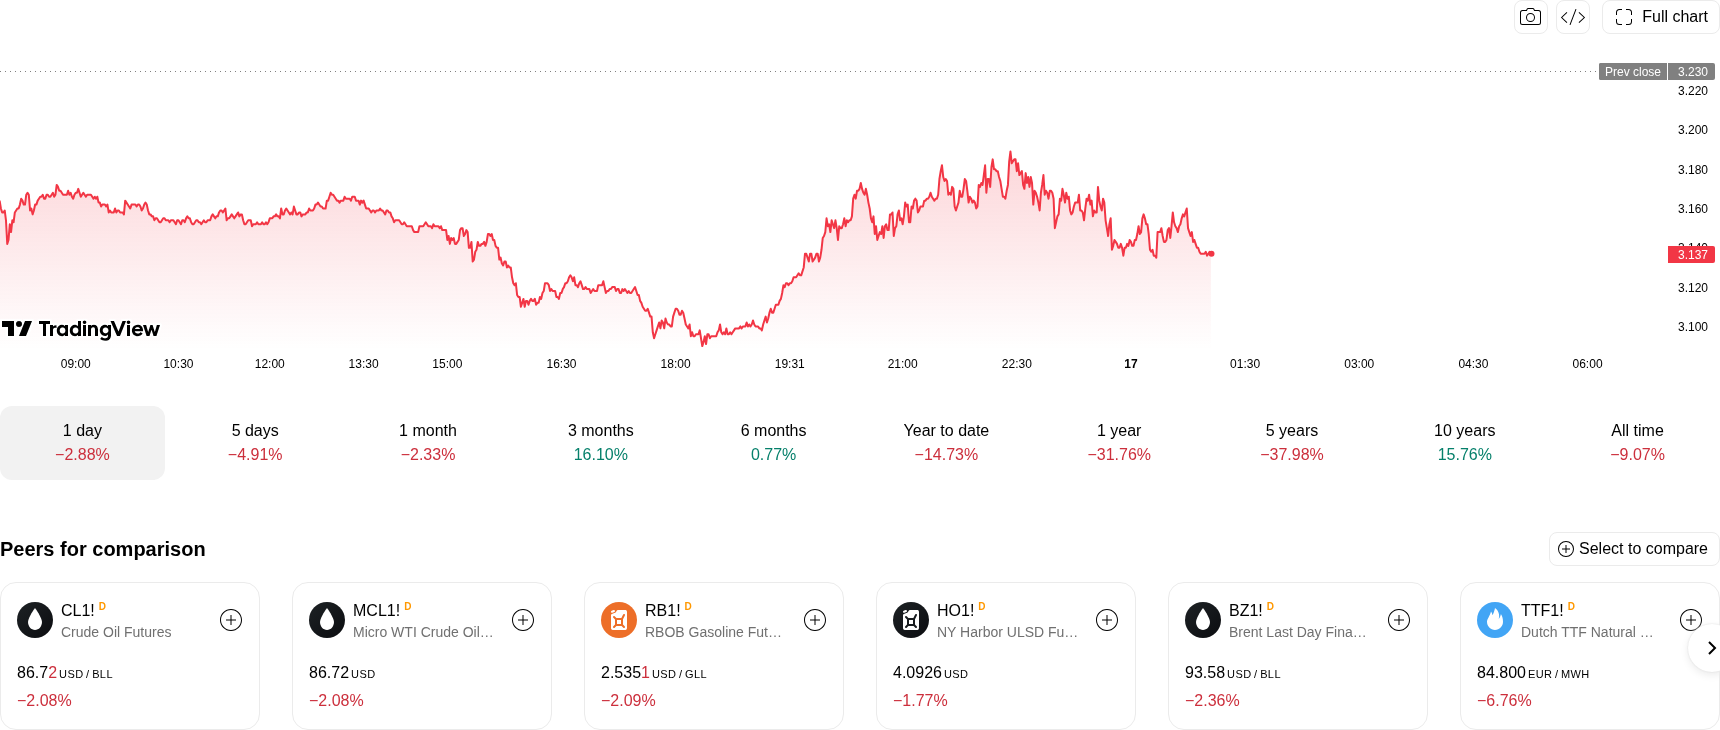 Full chart
Prev close 3.230
3.220
3.200
3.180
3.160
3.137
3.120
3.100
TradingView
09:00 10:30 12:00 13:30 15:00 16:30 18:00 19:31 21:00 22:30 17 01:30 03:00 04:30 06:00
1 day 5 days 1 month 3 months 6 months Year to date 1 year 5 years 10 years All time
−2.88% −4.91% −2.33% 16.10% 0.77% −14.73% −31.76% −37.98% 15.76% −9.07%
Peers for comparison
Select to compare
CL1! D
Crude Oil Futures
86.72 USD / BLL
−2.08%
MCL1! D
Micro WTI Crude Oil…
86.72 USD
−2.08%
RB1! D
RBOB Gasoline Fut…
2.5351 USD / GLL
−2.09%
HO1! D
NY Harbor ULSD Fu…
4.0926 USD
−1.77%
BZ1! D
Brent Last Day Fina…
93.58 USD / BLL
−2.36%
TTF1! D
Dutch TTF Natural …
84.800 EUR / MWH
−6.76%